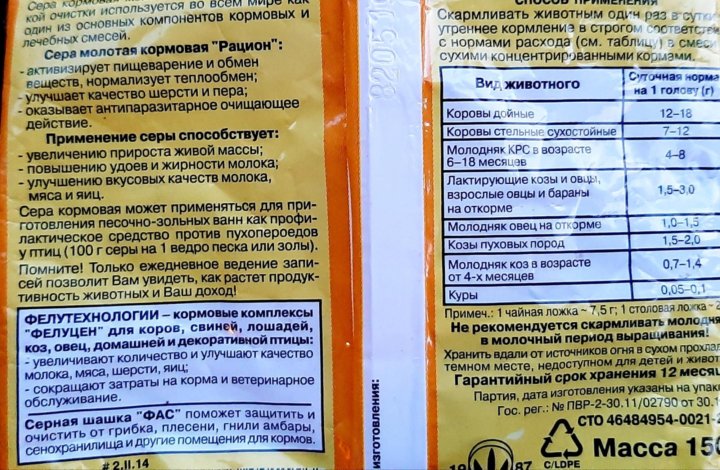 кой очистки используется во всём мире как
один из основных компонентов кормовых и
лечебных смесей.
Сера молотая кормовая "Рацион":
- активизирует пищеварение и обмен
веществ, нормализует теплообмен;
- улучшает качество шерсти и пера;
- оказывает антипаразитарное очищающее
действие.
Применение серы способствует:
- увеличению прироста живой массы;
- повышению удоев и жирности молока;
- улучшению вкусовых качеств молока,
мяса и яиц.
Сера кормовая может применяться для при-
готовления песочно-зольных ванн как профи-
лактическое средство против пухопероедов
у птиц (100 г серы на 1 ведро песка или золы).
Помните! Только ежедневное ведение запи-
сей позволит Вам увидеть, как растет продук-
тивность животных и Ваш доход!
ФЕЛУТЕХНОЛОГИИ – кормовые комплексы
"ФЕЛУЦЕН" для коров, свиней, лошадей,
коз, овец, домашней и декоративной птицы:
- увеличивают количество и улучшают качество
молока, мяса, шерсти, яиц;
- сокращают затраты на корма и ветеринарное
обслуживание.
Серная шашка "ФАС" поможет защитить и
очистить от грибка, плесени, гнили амбары,
сенохранилища и другие помещения для кормов.
#2.II.14
изготовления:
СПОСОБ ПРИМЕНЕНИЯ
Скармливать животным один раз в сутки
утреннее кормление в строгом
с нормами расхода (см. таблицу) в
сухими концентрированными кормами.
Вид животного Суточная норма на 1 голову (г)
Коровы дойные 12–18
Коровы стельные сухостойные 7–12
Молодняк КРС в возрасте
6–18 месяцев 4–8
Лактирующие козы и овцы,
взрослые овцы и бараны
на откорме 1,5–3,0
Молодняк овец на откорме 1,0–1,5
Козы пуховых пород 1,5–2,0
Молодняк коз в возрасте
от 4-х месяцев 0,7–1,4
Куры 0,05–0,1
Примеч.: 1 чайная ложка ~ 7,5 г; 1 столовая ложка ~
Не рекомендуется скармливать
в молочный период выращивания!
Хранить вдали от источников огня в сухом
темном месте, недоступном для детей и
Гарантийный срок хранения 12
Партия, дата изготовления указаны на
Гос. рег.: № ПВР-2-30.11/02790 от 30.1
СТО 46484954-0021-
Масса 15
19 87
C/LDPE